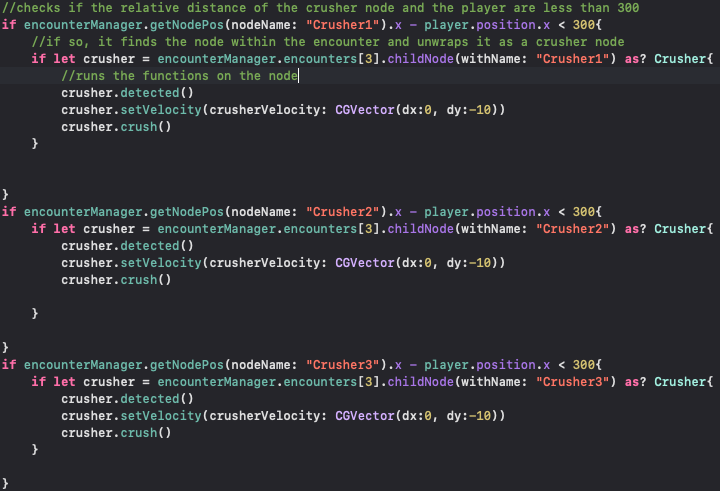 //checks if the relative distance of the crusher node and the player are less than 300
if encounterManager.getNodePos(nodeName: "Crusher1").x - player.position.x < 300{
//if so, it finds the node within the encounter and unwraps it as a crusher node
if let crusher = encounterManager.encounters[3].childNode(withName: "Crusher1") as? Crusher{
//runs the functions on the node
crusher.detected()
crusher.setVelocity(crusherVelocity: CGVector(dx:0, dy:-10))
crusher.crush()
}
}
if encounterManager.getNodePos(nodeName: "Crusher2").x - player.position.x < 300{
if let crusher = encounterManager.encounters[3].childNode(withName: "Crusher2") as? Crusher{
crusher.detected()
crusher.setVelocity(crusherVelocity: CGVector(dx:0, dy:-10))
crusher.crush()
}
}
if encounterManager.getNodePos(nodeName: "Crusher3").x - player.position.x < 300{
if let crusher = encounterManager.encounters[3].childNode(withName: "Crusher3") as? Crusher{
crusher.detected()
crusher.setVelocity(crusherVelocity: CGVector(dx:0, dy:-10))
crusher.crush()
}
}